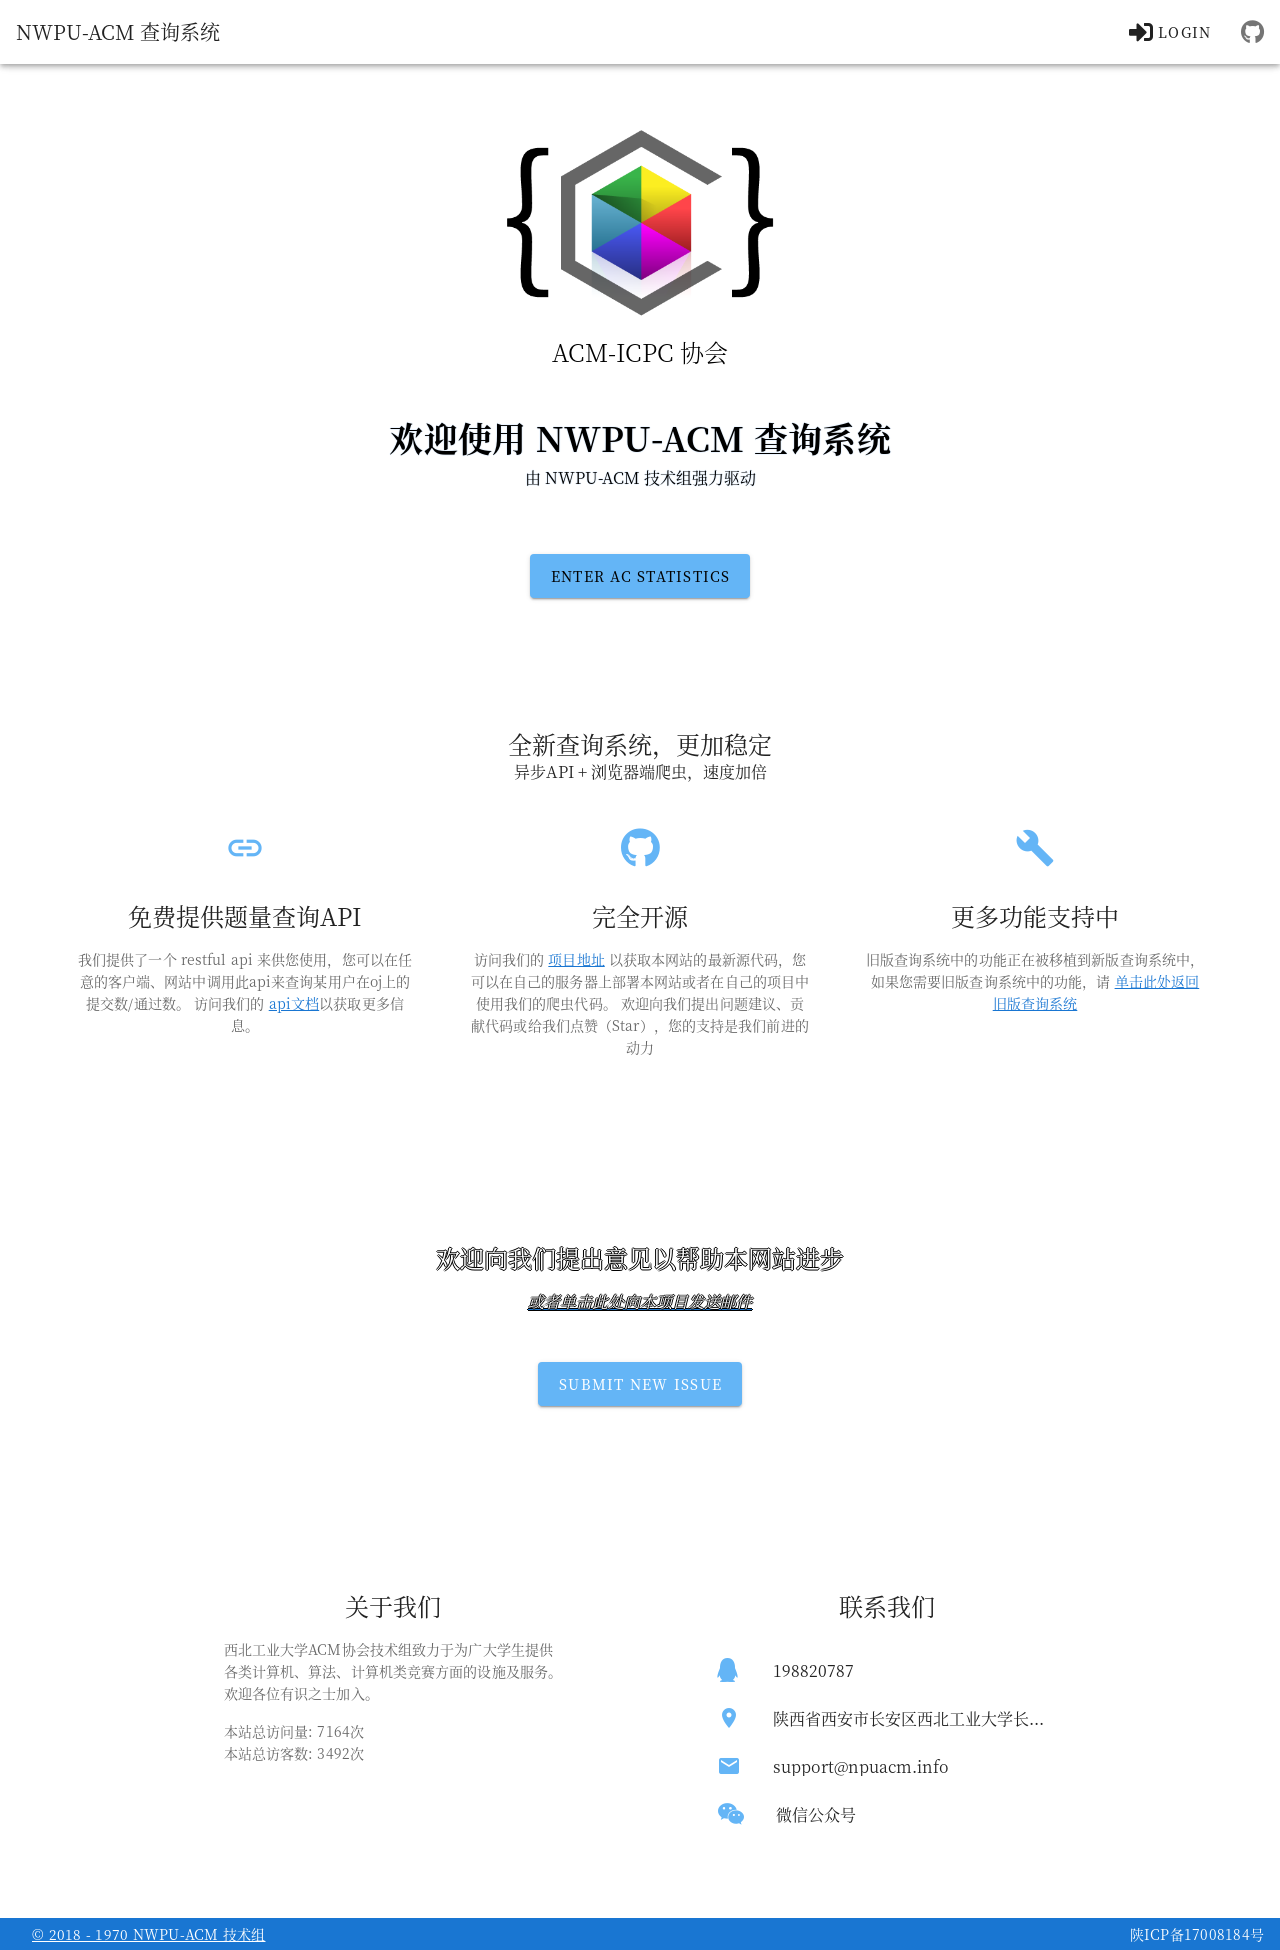 NWPU-ACM 查询系统
LOGIN
ACM-ICPC 协会
欢迎使用 NWPU-ACM 查询系统
由 NWPU-ACM 技术组强力驱动
ENTER AC STATISTICS
全新查询系统，更加稳定
异步API + 浏览器端爬虫，速度加倍
免费提供题量查询API
我们提供了一个 restful api 来供您使用，您可以在任
意的客户端、网站中调用此api来查询某用户在oj上的
提交数/通过数。 访问我们的 api文档以获取更多信
息。
完全开源
访问我们的 项目地址 以获取本网站的最新源代码，您
可以在自己的服务器上部署本网站或者在自己的项目中
使用我们的爬虫代码。 欢迎向我们提出问题建议、贡
献代码或给我们点赞（Star），您的支持是我们前进的
动力
更多功能支持中
旧版查询系统中的功能正在被移植到新版查询系统中，
如果您需要旧版查询系统中的功能，请 单击此处返回
旧版查询系统
欢迎向我们提出意见以帮助本网站进步
或者单击此处向本项目发送邮件
SUBMIT NEW ISSUE
关于我们
西北工业大学ACM协会技术组致力于为广大学生提供
各类计算机、算法、计算机类竞赛方面的设施及服务。
欢迎各位有识之士加入。
本站总访问量: 7164次
本站总访客数: 3492次
联系我们
198820787
陕西省西安市长安区西北工业大学长...
support@npuacm.info
微信公众号
© 2018 - 1970 NWPU-ACM 技术组
陕ICP备17008184号